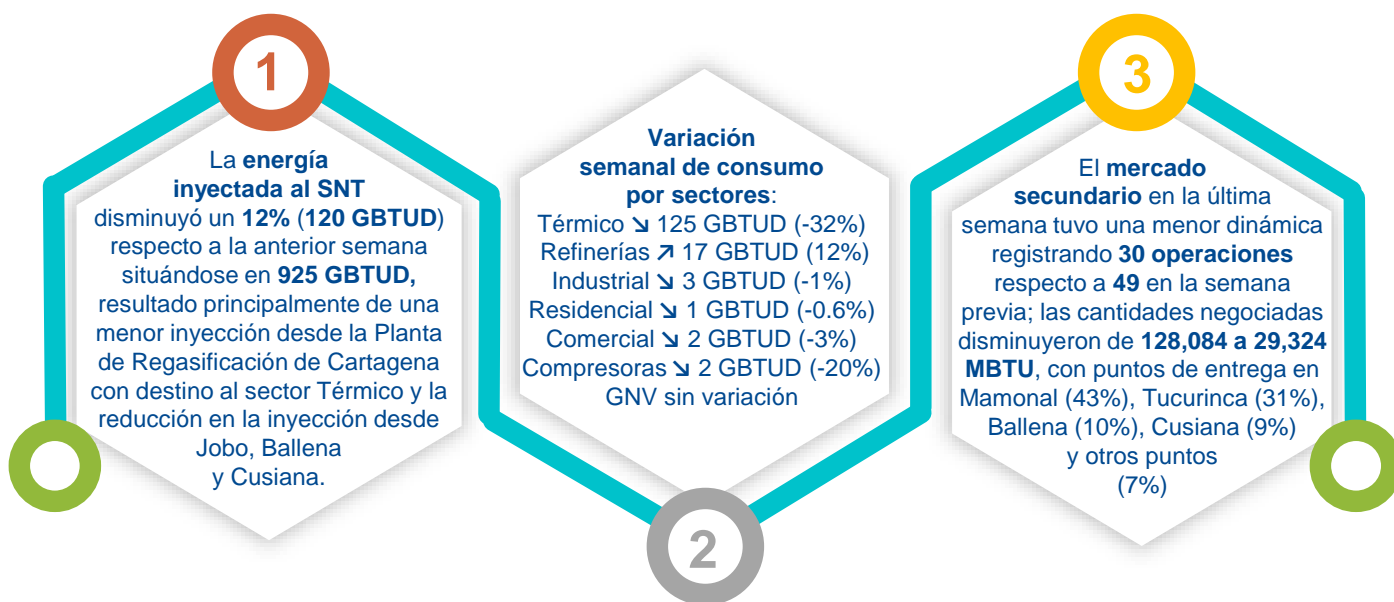 1
La energía
inyectada al SNT
disminuyó un 12% (120 GBTUD)
respecto a la anterior semana
situándose en 925 GBTUD,
resultado principalmente de una
menor inyección desde la Planta
de Regasificación de Cartagena
con destino al sector Térmico y la
reducción en la inyección desde
Jobo, Ballena
y Cusiana.
Variación
semanal de consumo
por sectores:
Térmico ↘ 125 GBTUD (-32%)
Refinerías ↗ 17 GBTUD (12%)
Industrial ↘ 3 GBTUD (-1%)
Residencial ↘ 1 GBTUD (-0.6%)
Comercial ↘ 2 GBTUD (-3%)
Compresoras ↘ 2 GBTUD (-20%)
GNV sin variación
2
3
El mercado
secundario en la última
semana tuvo una menor dinámica
registrando 30 operaciones
respecto a 49 en la semana
previa; las cantidades negociadas
disminuyeron de 128,084 a 29,324
MBTU, con puntos de entrega en
Mamonal (43%), Tucurinca (31%),
Ballena (10%), Cusiana (9%)
y otros puntos
(7%)